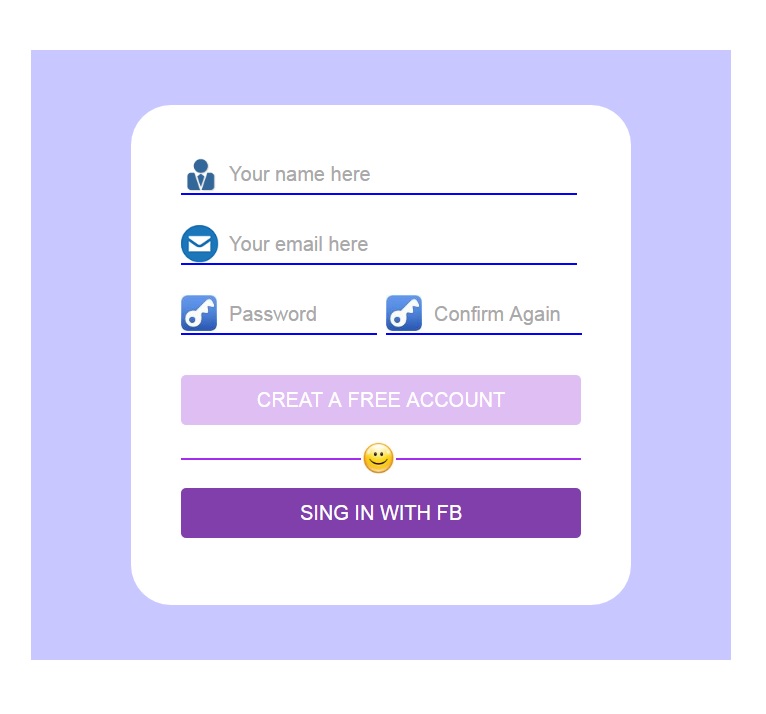 Your name here
Your email here
Password Confirm Again
CREAT A FREE ACCOUNT
SING IN WITH FB